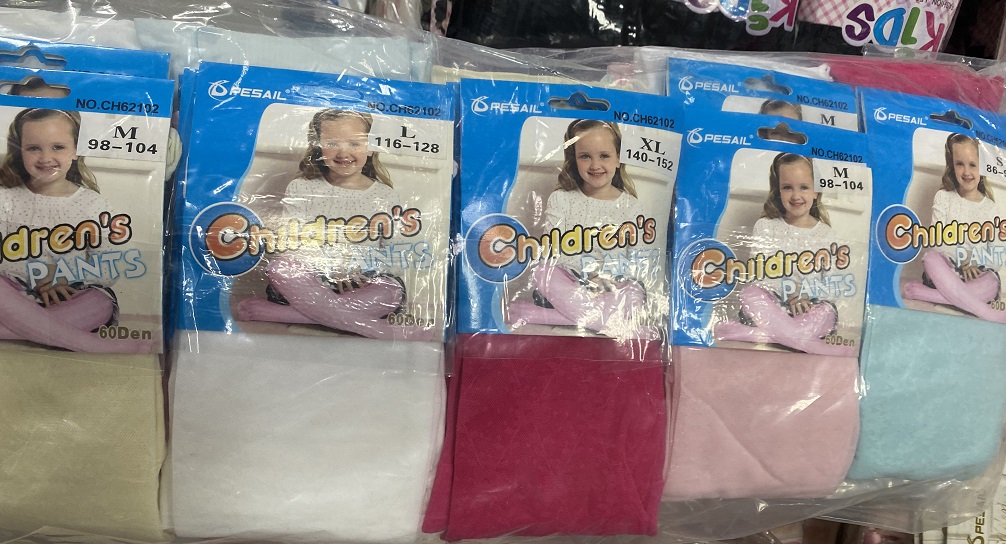 KIDS
NO.CH62102
M
98-104
Children's
PANTS
60Den
PESAIL
NO.CH62102
L
116-128
Children's
PANTS
60Den
PESAIL
NO.CH62102
XL
140-152
Children's
PANTS
PESAIL
NO.CH62102
M
PESAIL
NO.CH62102
M
98-104
Children's
PANTS
60Den
PESAIL
NO.CH62102
S
Children's
PANTS